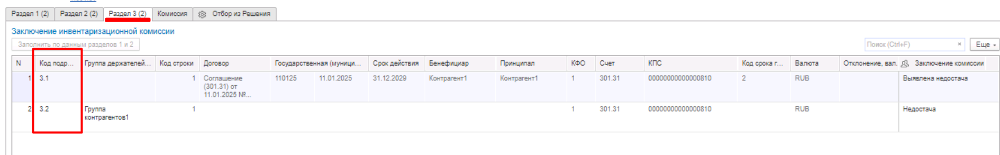 Раздел 1 (2) Раздел 2 (2) Раздел 3 (2) Комиссия Отбор из Решения
Заключение инвентаризационной комиссии
Заполнить по данным разделов 1 и 2 Поиск (Ctrl+F) × Еще
N Код подр... Группа держателей... Код строки Договор Государственная (муници... Срок действия Бенефициар Принципал КФО Счет КПС Код срока г... Валюта Отклонение, вал. Заключение комиссии
1 3.1 1 Соглашение 110125 11.01.2025 31.12.2029 Контрагент1 Контрагент1 1 301.31 00000000000000810 2 RUB Выявлена недостача
(301.31) от
11.01.2025 №...
2 3.2 Группа 1 1 301.31 00000000000000810 RUB Недостача
контрагентов1